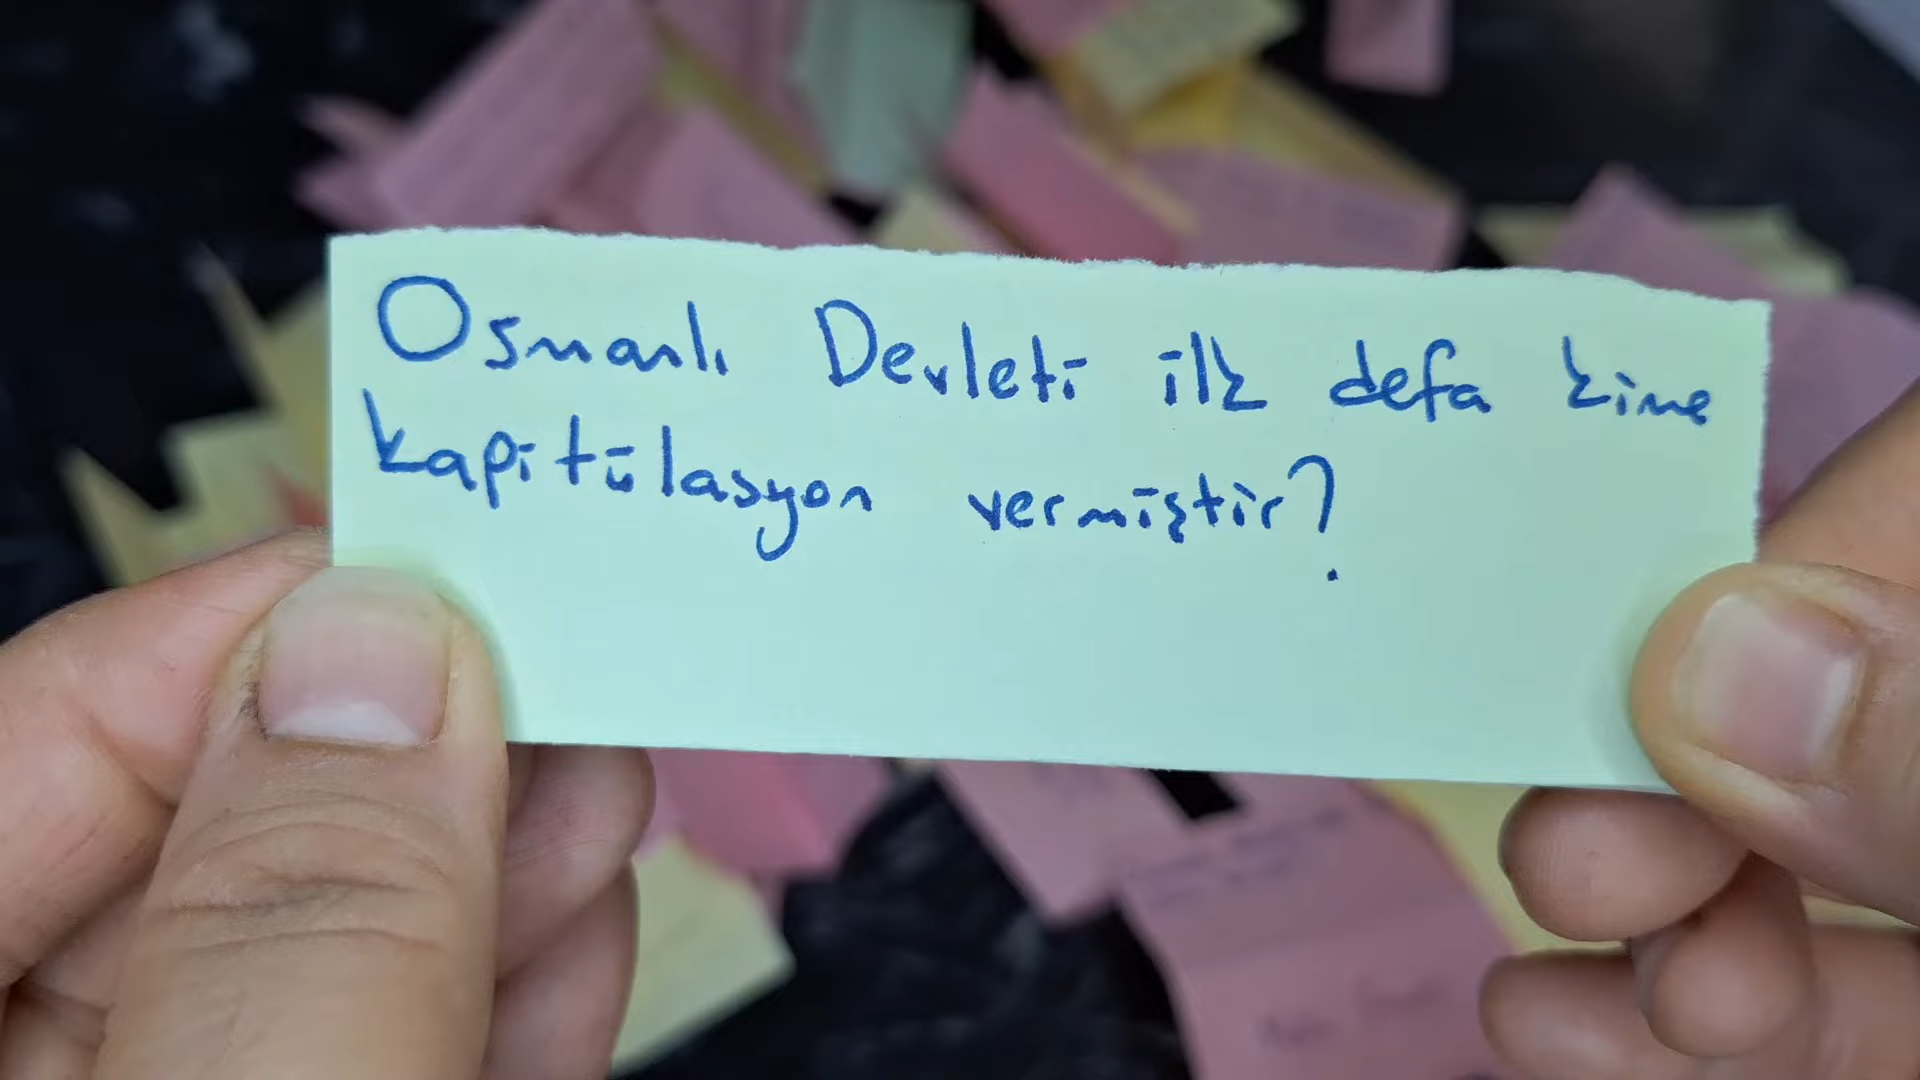 Osmanlı Devleti ilk defa kime
kapitülasyon vermiştir?